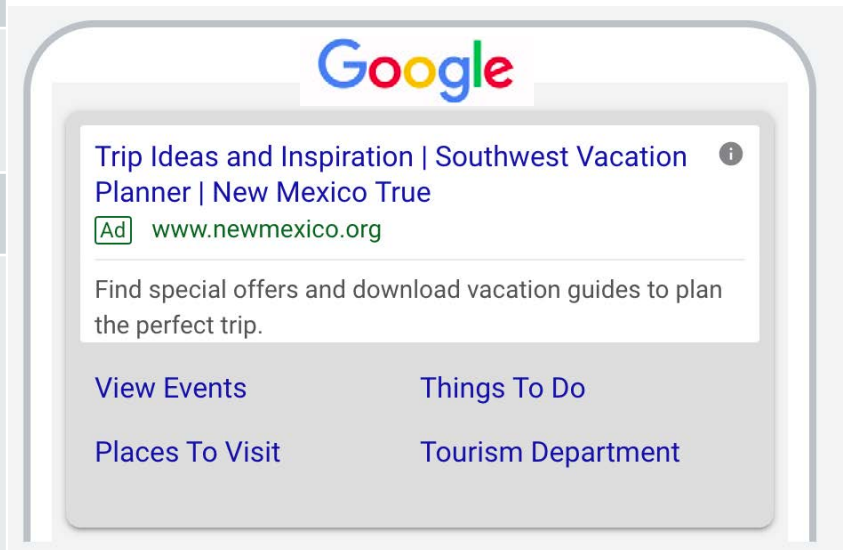 Google
Trip Ideas and Inspiration | Southwest Vacation
Planner | New Mexico True
Ad www.newmexico.org
Find special offers and download vacation guides to plan
the perfect trip.
View Events Things To Do
Places To Visit Tourism Department